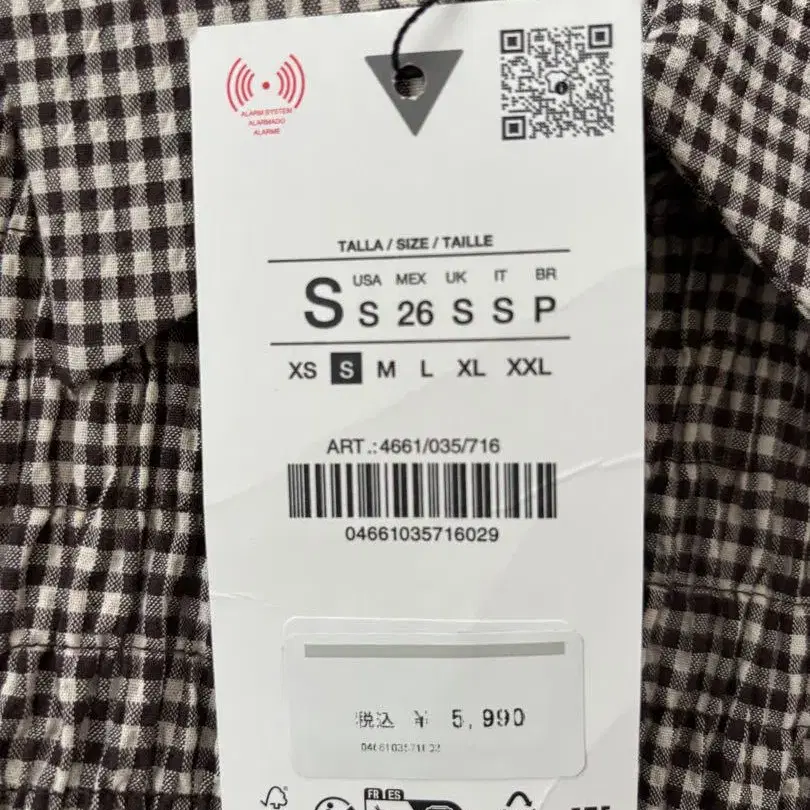 ALARM SYSTEM
ALARMADO
ALARME
TALLA / SIZE / TAILLE
USA MEX UK IT BR
S S 26 S S P
XS S M L XL XXL
ART.:4661/035/716
04661035716029
税込 ¥ 5,990
FR ES